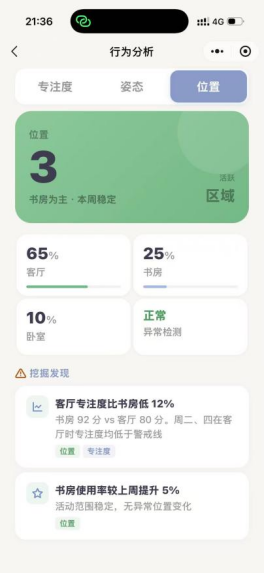 21:36 4G
行为分析
专注度 姿态 位置
位置
3
书房为主 · 本周稳定
活跃
区域
65% 25%
客厅 书房
10% 正常
卧室 异常检测
挖掘发现
客厅专注度比书房低 12%
书房 92 分 vs 客厅 80 分。周二、四在客
厅时专注度均低于警戒线
位置 专注度
书房使用率较上周提升 5%
活动范围稳定，无异常位置变化
位置